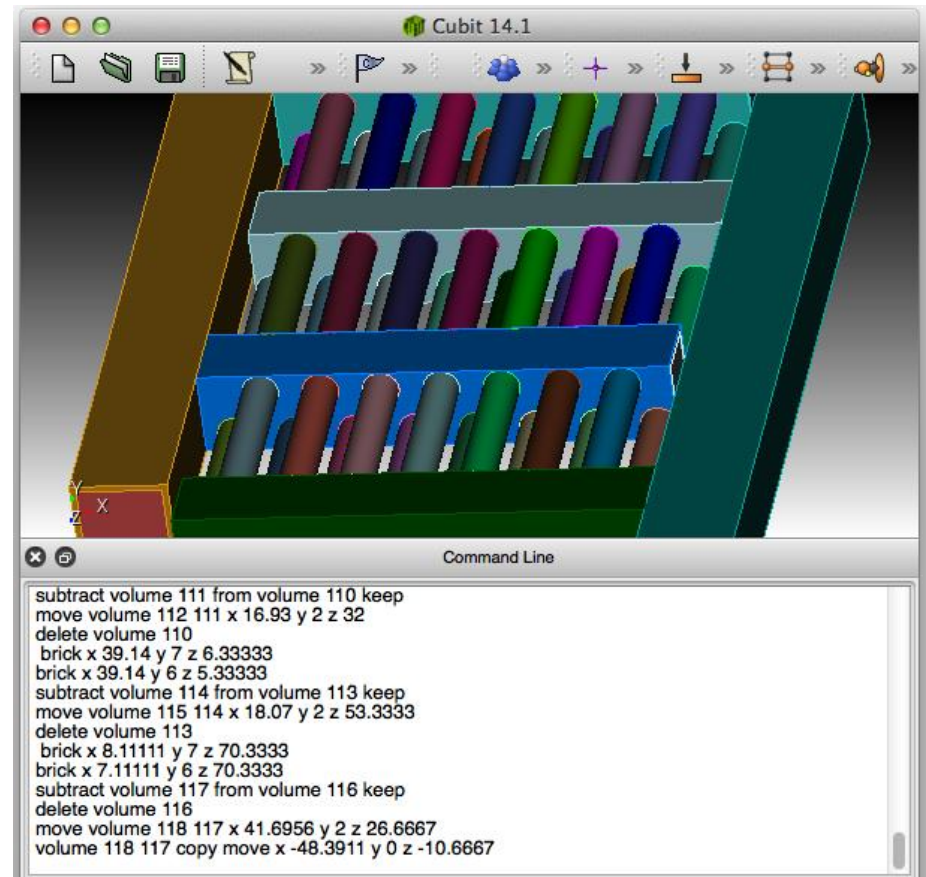 Cubit 14.1
Y
X
Z
Command Line
subtract volume 111 from volume 110 keep
move volume 112 111 x 16.93 y 2 z 32
delete volume 110
brick x 39.14 y 7 z 6.33333
brick x 39.14 y 6 z 5.33333
subtract volume 114 from volume 113 keep
move volume 115 114 x 18.07 y 2 z 53.3333
delete volume 113
brick x 8.11111 y 7 z 70.3333
brick x 7.11111 y 6 z 70.3333
subtract volume 117 from volume 116 keep
delete volume 116
move volume 118 117 x 41.6956 y 2 z 26.6667
volume 118 117 copy move x -48.3911 y 0 z -10.6667